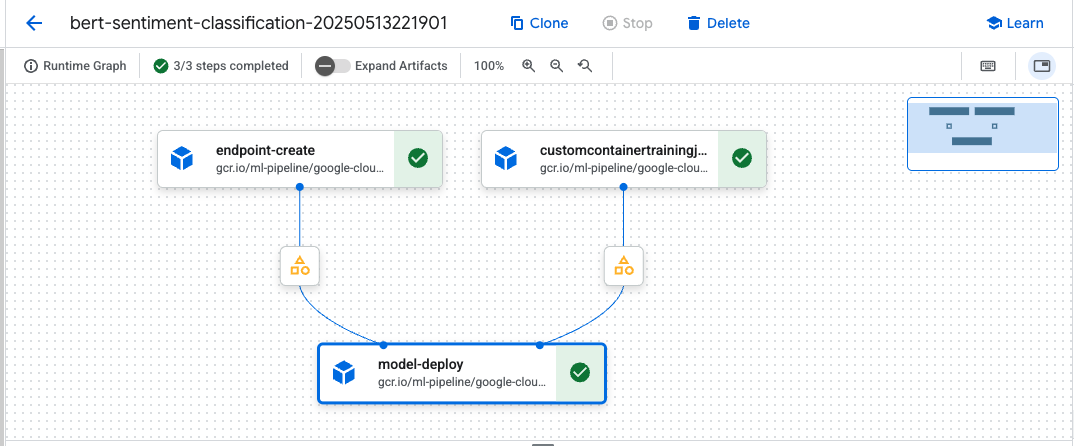 bert-sentiment-classification-20250513221901
Clone
Stop
Delete
Learn
Runtime Graph
3/3 steps completed
Expand Artifacts
100%
endpoint-create
gcr.io/ml-pipeline/google-clou...
customcontainertrainingj...
gcr.io/ml-pipeline/google-clou...
model-deploy
gcr.io/ml-pipeline/google-clou...